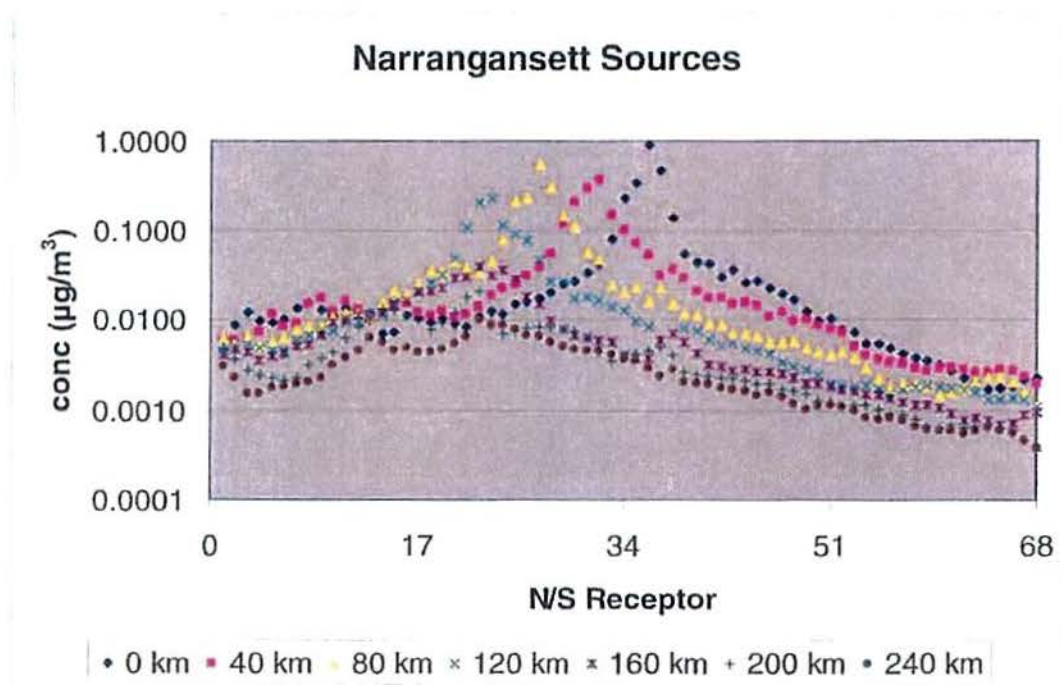 Narrangansett Sources
1.0000
0.1000
0.0100
0.0010
0.0001
conc (µg/m³)
0 17 34 51 68
N/S Receptor
0 km 40 km 80 km 120 km 160 km 200 km 240 km